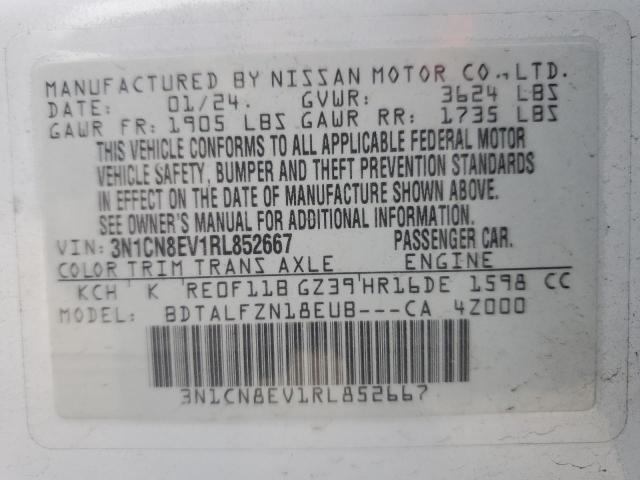 MANUFACTURED BY NISSAN MOTOR CO., LTD.
DATE: 01/24. GVWR: 3624 LBS
GAWR FR: 1905 LBS GAWR RR: 1735 LBS
THIS VEHICLE CONFORMS TO ALL APPLICABLE FEDERAL MOTOR
VEHICLE SAFETY, BUMPER AND THEFT PREVENTION STANDARDS
IN EFFECT ON THE DATE OF MANUFACTURE SHOWN ABOVE.
SEE OWNER'S MANUAL FOR ADDITIONAL INFORMATION.
VIN: 3N1CN8EV1RL852667 PASSENGER CAR.
COLOR TRIM TRANS AXLE ENGINE
KCH K RE0F11B GZ39 HR16DE 1598 CC
MODEL: BDTALFZN18EUB---CA 4Z000
3N1CN8EV1RL852667